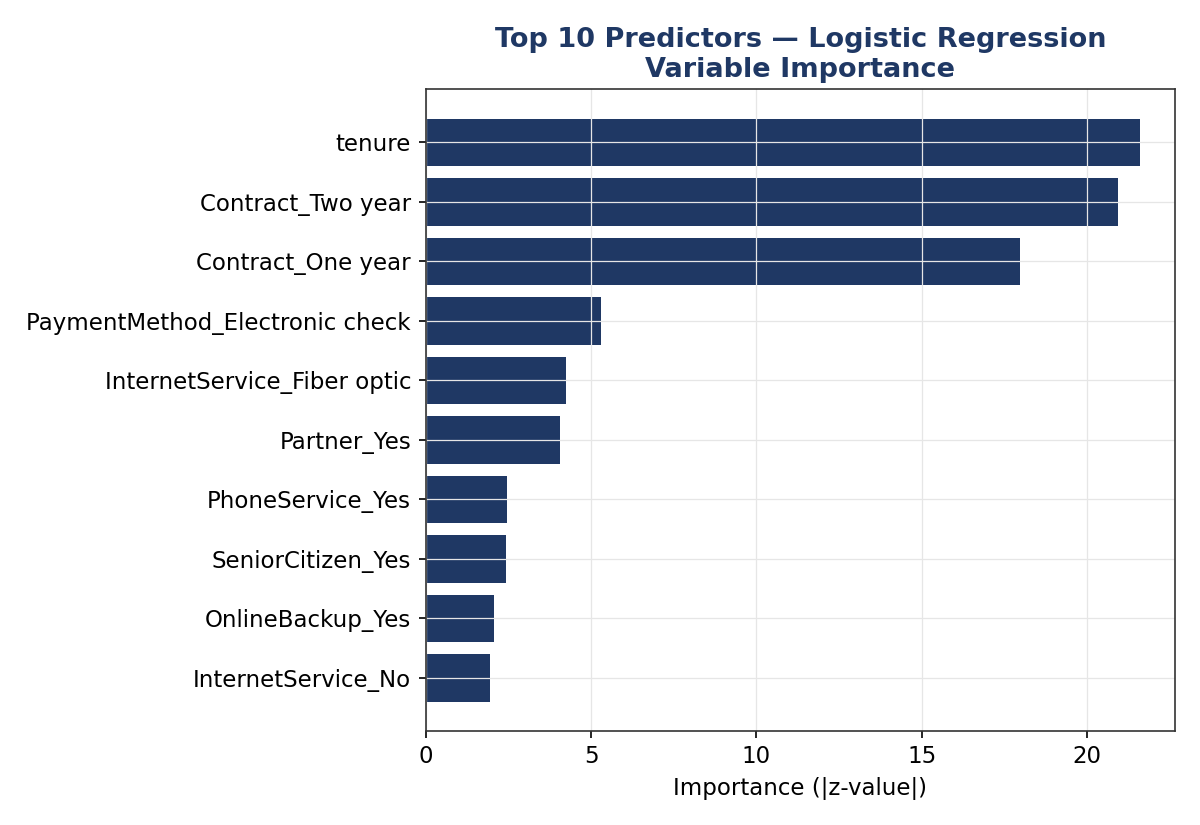 Top 10 Predictors — Logistic Regression
Variable Importance
tenure
Contract_Two year
Contract_One year
PaymentMethod_Electronic check
InternetService_Fiber optic
Partner_Yes
PhoneService_Yes
SeniorCitizen_Yes
OnlineBackup_Yes
InternetService_No
0 5 10 15 20
Importance (|z-value|)